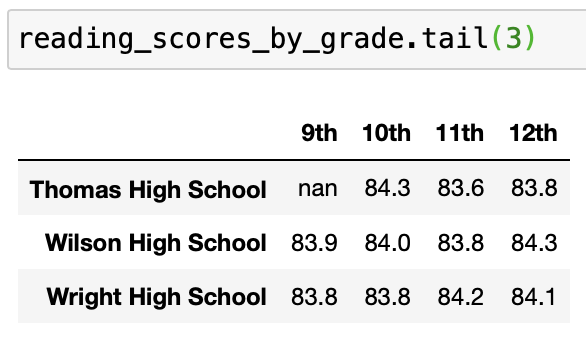 reading_scores_by_grade.tail(3)
9th 10th 11th 12th
Thomas High School nan 84.3 83.6 83.8
Wilson High School 83.9 84.0 83.8 84.3
Wright High School 83.8 83.8 84.2 84.1